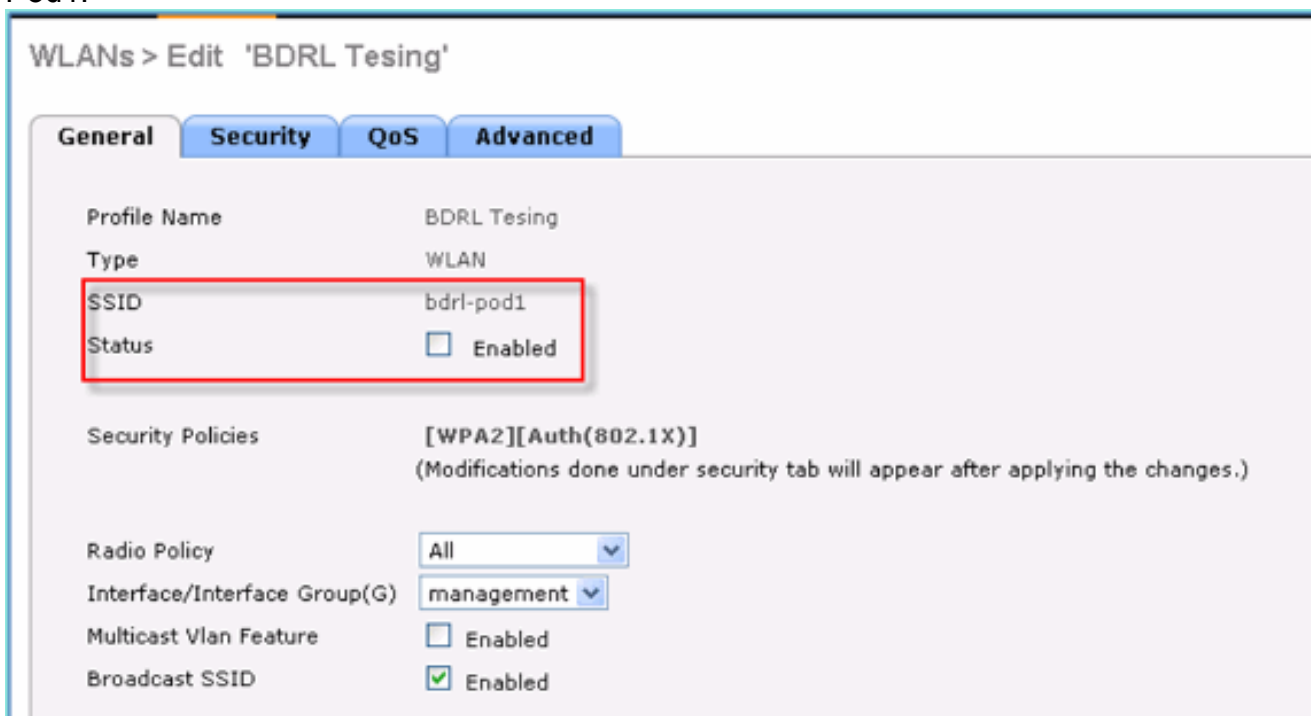 WLANs > Edit 'BDRL Tesing'
General Security QoS Advanced
Profile Name BDRL Tesing
Type WLAN
SSID bdrl-pod1
Status Enabled
Security Policies [WPA2][Auth(802.1X)]
(Modifications done under security tab will appear after applying the changes.)
Radio Policy All
Interface/Interface Group(G) management
Multicast Vlan Feature Enabled
Broadcast SSID Enabled